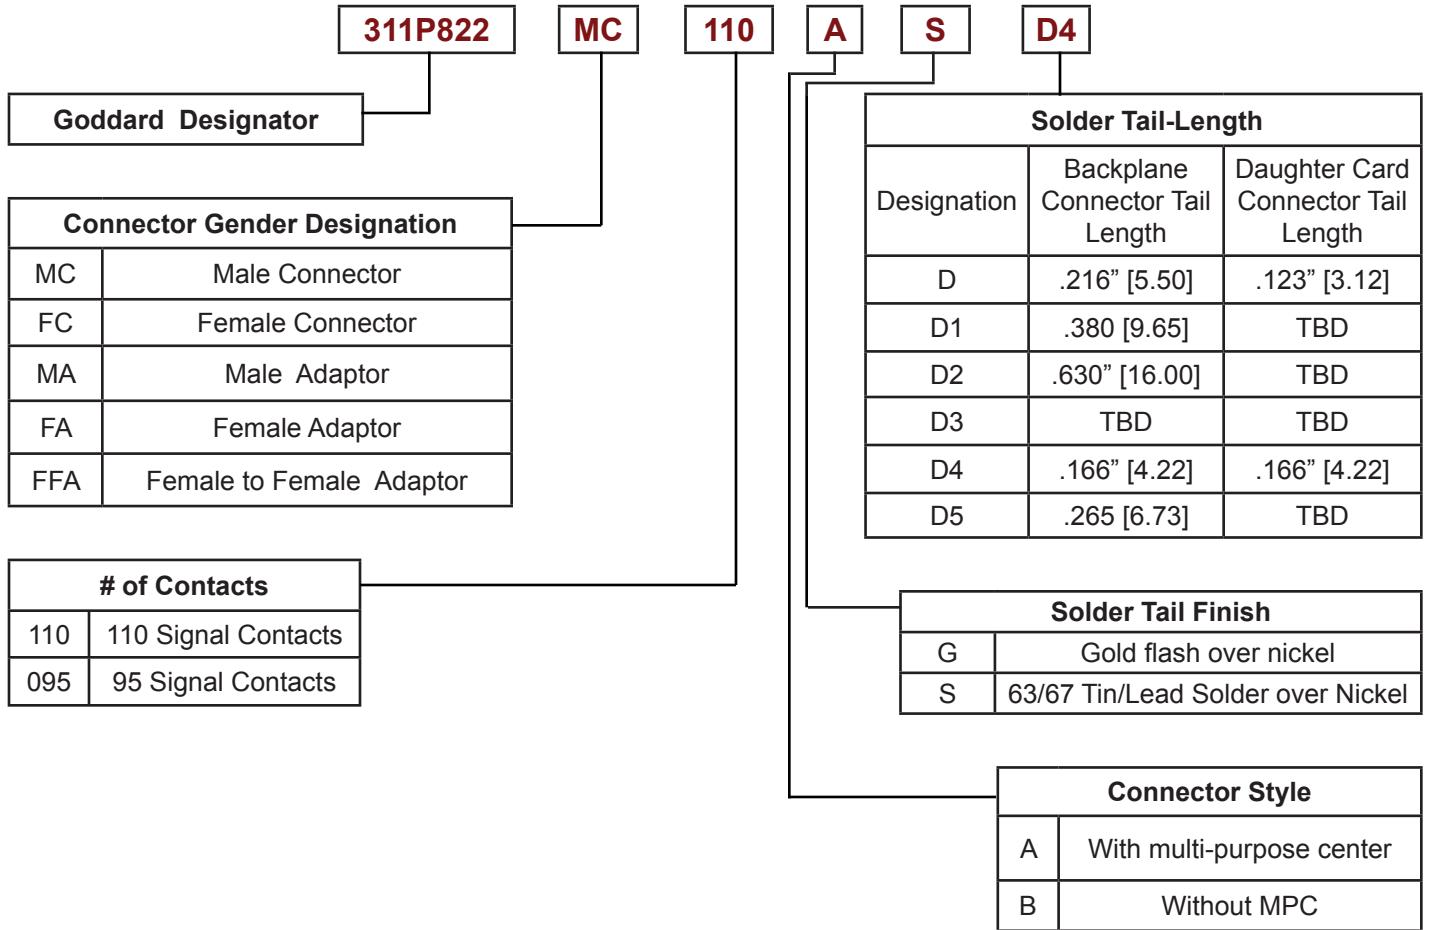 311P822 MC 110 A S D4
Goddard Designator
Connector Gender Designation
MC Male Connector
FC Female Connector
MA Male Adaptor
FA Female Adaptor
FFA Female to Female Adaptor
# of Contacts
110 110 Signal Contacts
095 95 Signal Contacts
Solder Tail-Length
Designation
Backplane
Connector Tail
Length
Daughter Card
Connector Tail
Length
D .216” [5.50] .123” [3.12]
D1 .380 [9.65] TBD
D2 .630” [16.00] TBD
D3 TBD TBD
D4 .166” [4.22] .166” [4.22]
D5 .265 [6.73] TBD
Solder Tail Finish
G Gold flash over nickel
S 63/67 Tin/Lead Solder over Nickel
Connector Style
A With multi-purpose center
B Without MPC